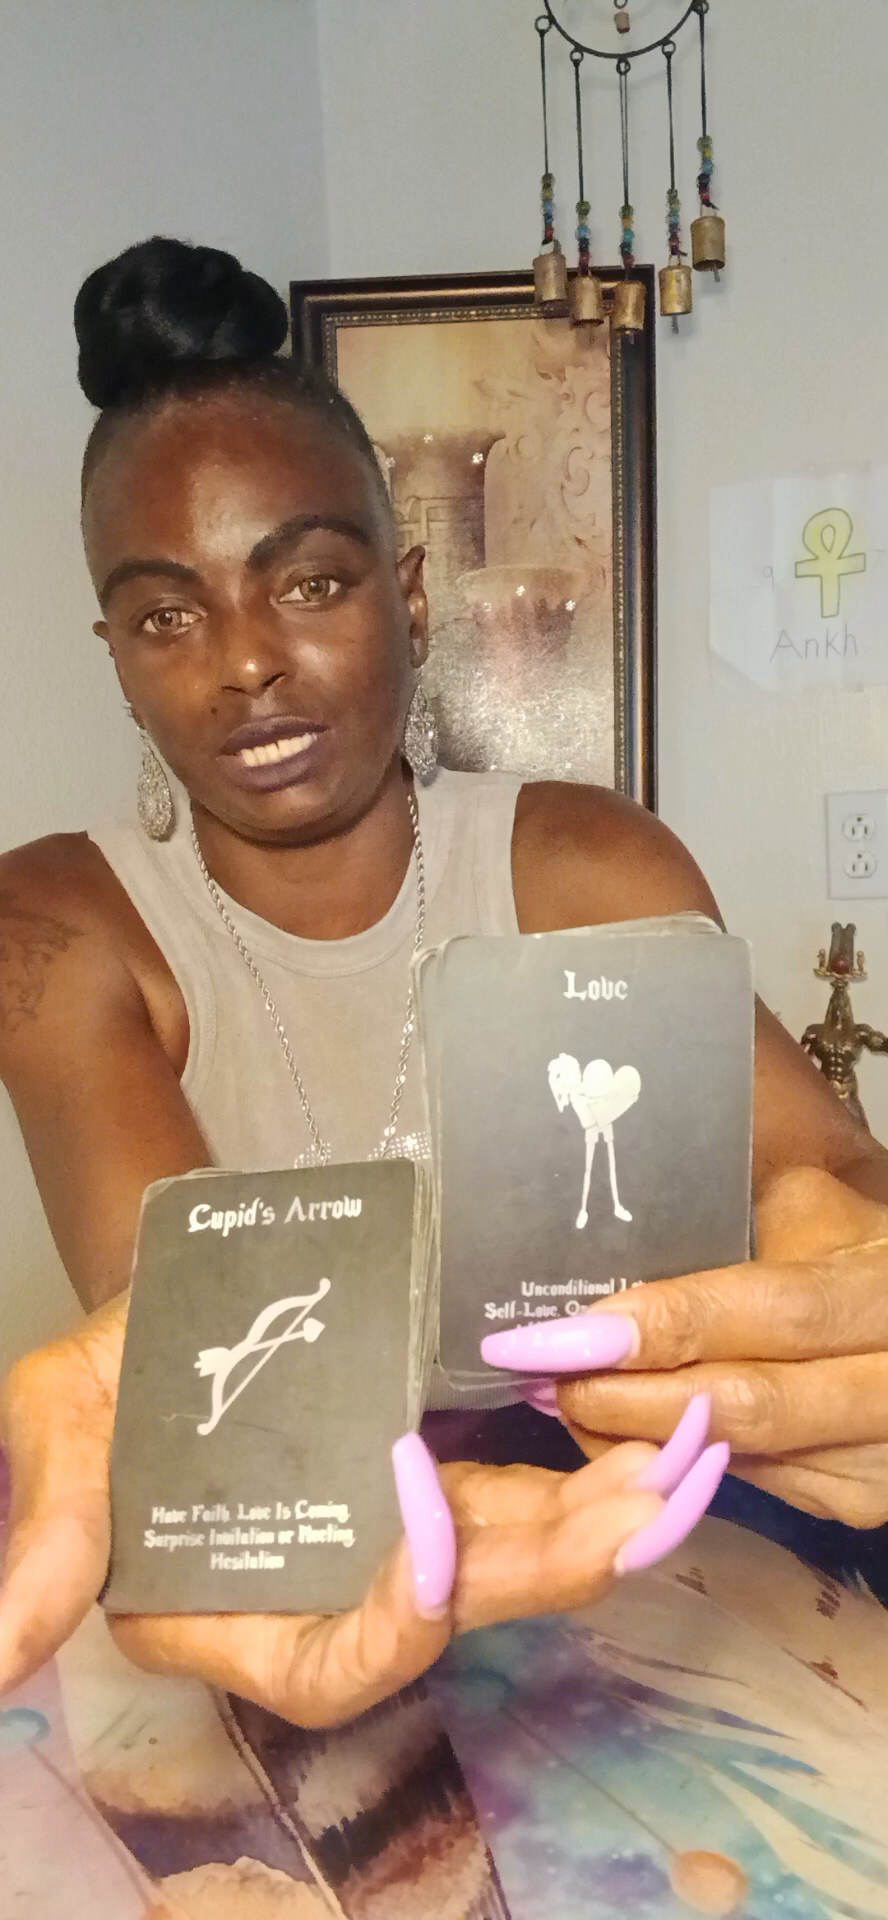 Ankh
Love
Unconditional
Self-Love,
Cupid's Arrow
Have Faith, Love Is Coming,
Surprise Invitation or Meeting,
Hesitation